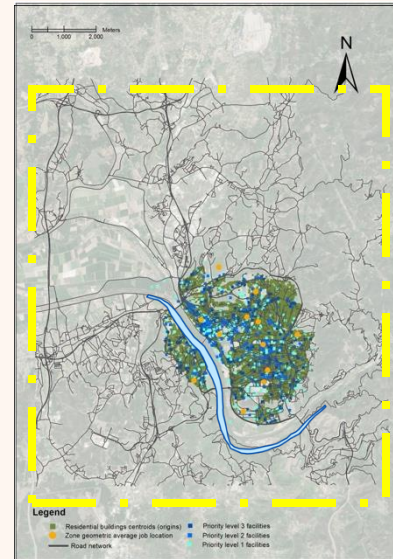 0 1,000 2,000 Meters
N
Legend
Residential buildings centroids (origins)
Zone geometric average job location
Road network
Priority level 3 facilities
Priority level 2 facilities
Priority level 1 facilities